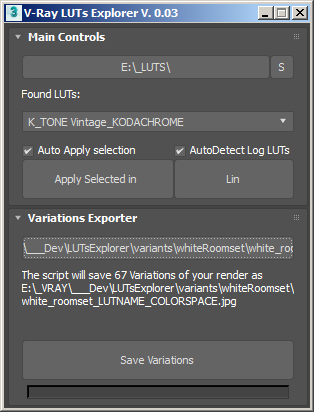 V-Ray LUTs Explorer V. 0.03
Main Controls
E:\_LUTS\ S
Found LUTs:
K_TONE Vintage_KODACHROME
Auto Apply selection AutoDetect Log LUTs
Apply Selected in Lin
Variations Exporter
\___Dev\LUTsExplorer\variants\whiteRoomset\white_roo
The script will save 67 Variations of your render as
E:\_VRAY\___Dev\LUTsExplorer\variants\whiteRoomset\
white_roomset_LUTNAME_COLORSPACE.jpg
Save Variations